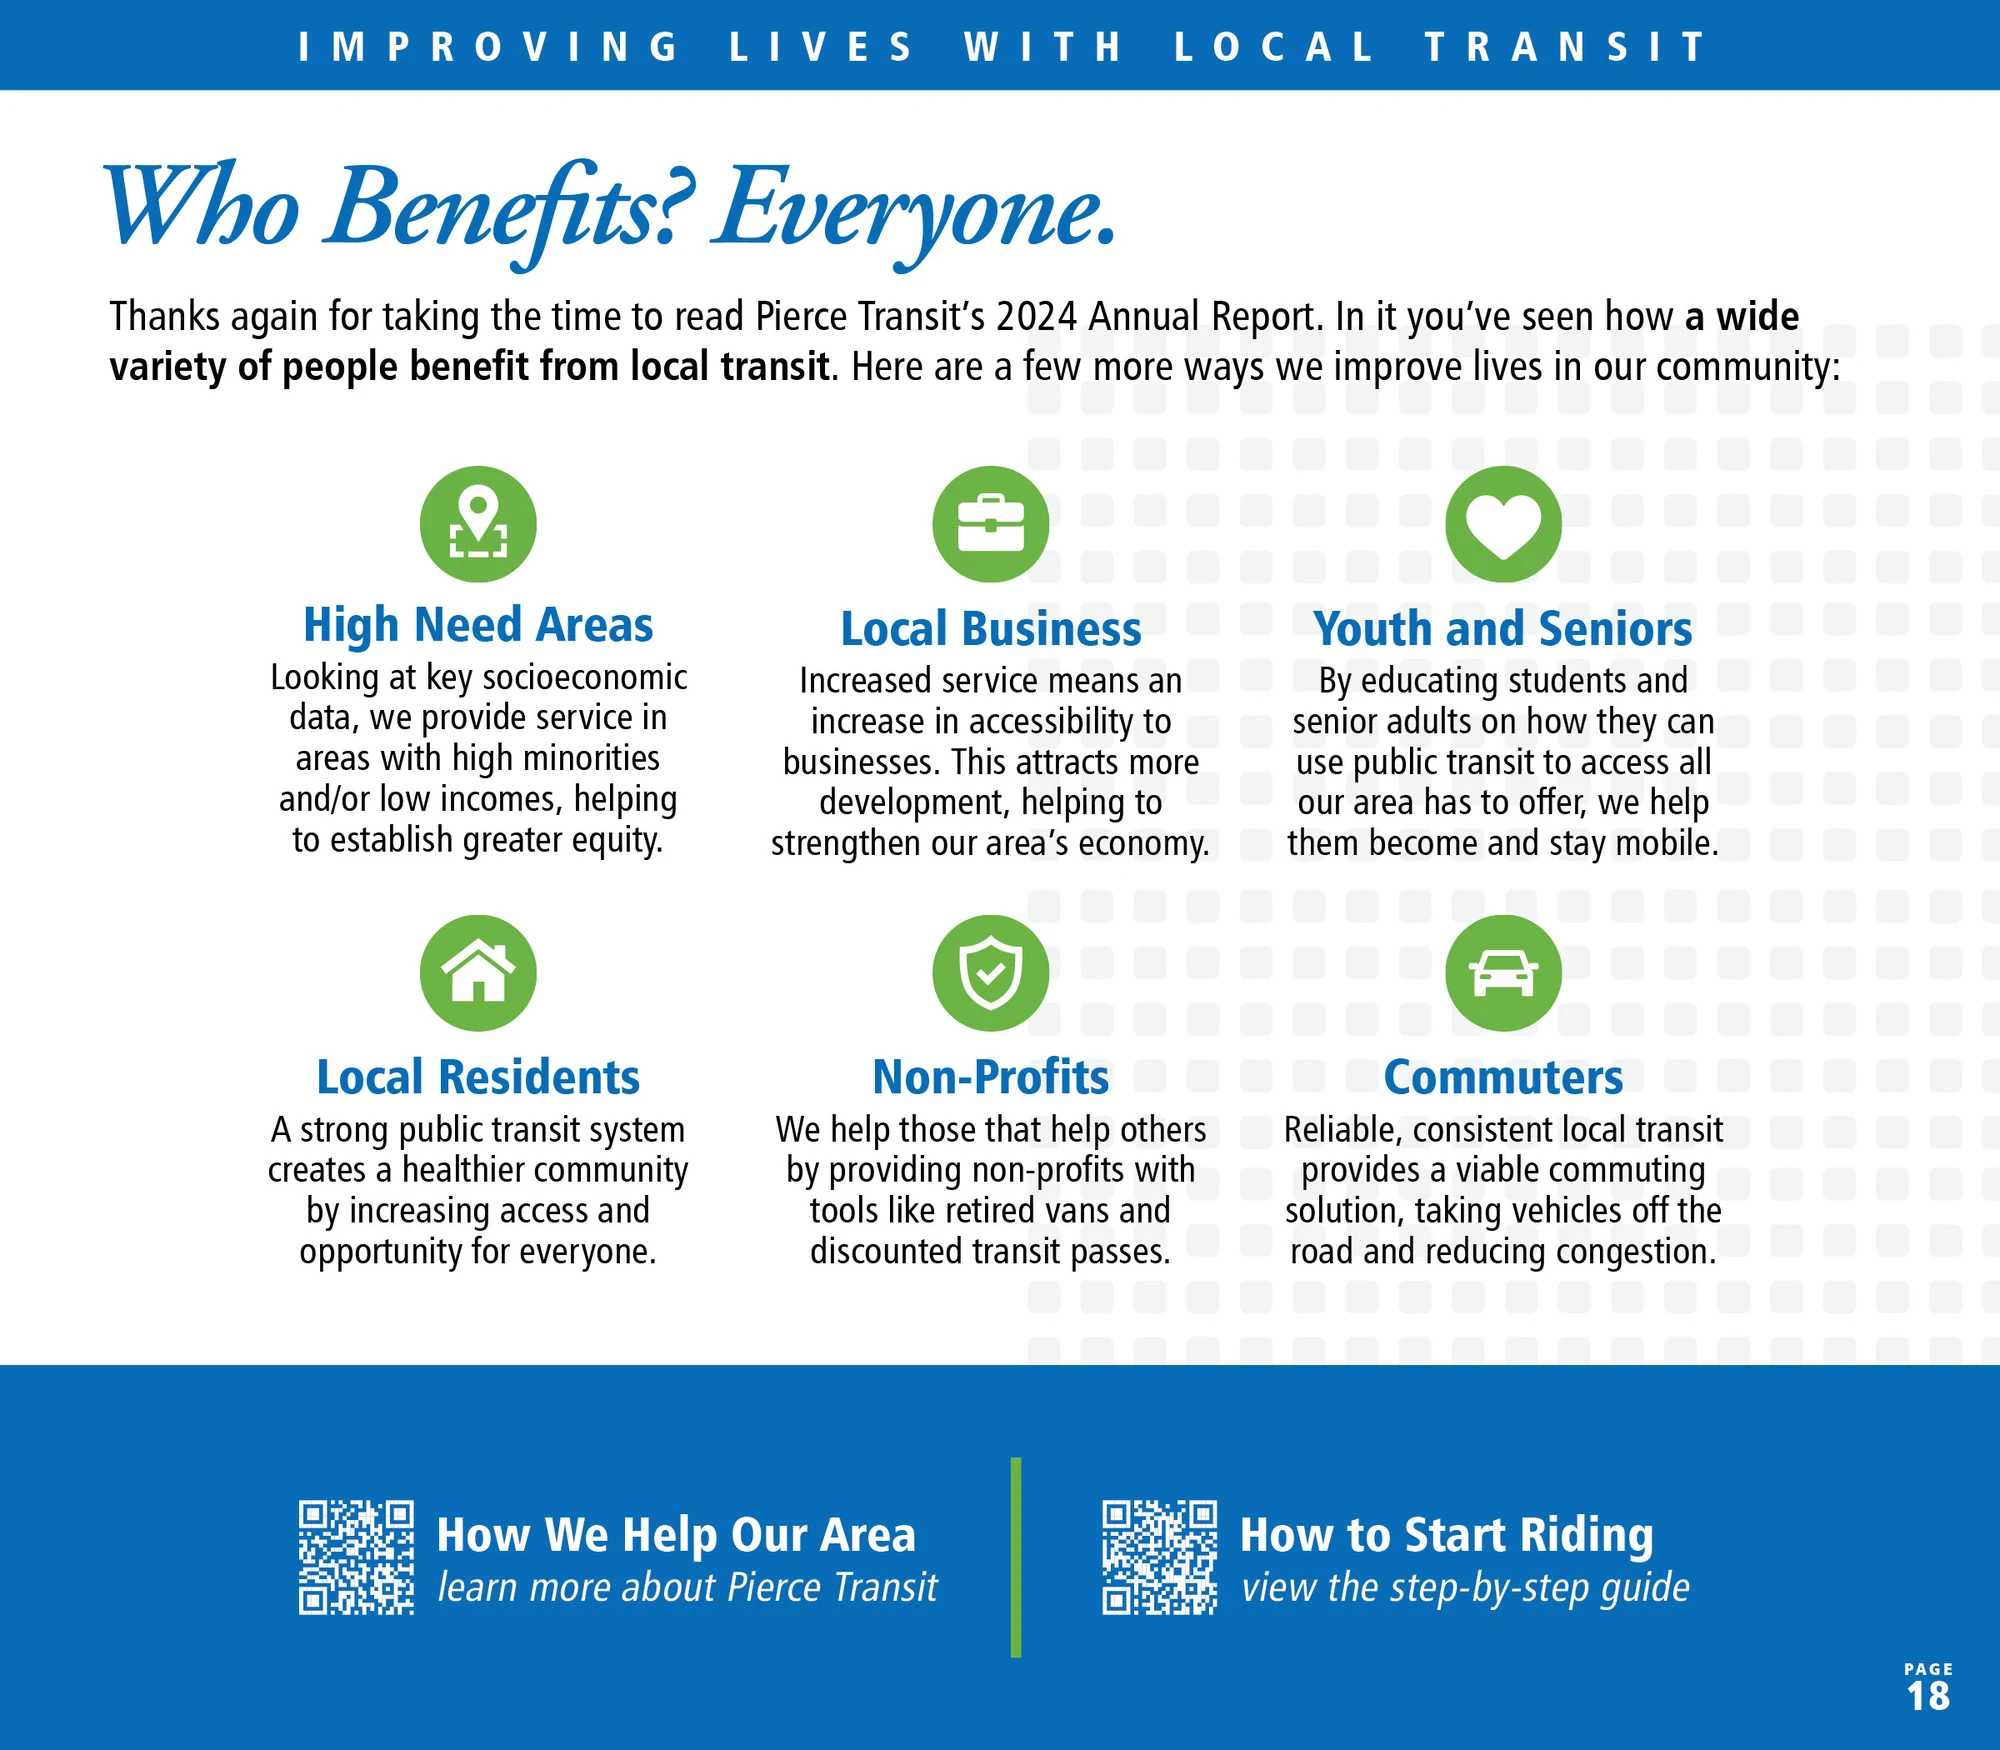 IMPROVING LIVES WITH LOCAL TRANSIT
Who Benefits? Everyone.
Thanks again for taking the time to read Pierce Transit’s 2024 Annual Report. In it you’ve seen how a wide
variety of people benefit from local transit. Here are a few more ways we improve lives in our community:
High Need Areas
Looking at key socioeconomic
data, we provide service in
areas with high minorities
and/or low incomes, helping
to establish greater equity.
Local Business
Increased service means an
increase in accessibility to
businesses. This attracts more
development, helping to
strengthen our area’s economy.
Youth and Seniors
By educating students and
senior adults on how they can
use public transit to access all
our area has to offer, we help
them become and stay mobile.
Local Residents
A strong public transit system
creates a healthier community
by increasing access and
opportunity for everyone.
Non-Profits
We help those that help others
by providing non-profits with
tools like retired vans and
discounted transit passes.
Commuters
Reliable, consistent local transit
provides a viable commuting
solution, taking vehicles off the
road and reducing congestion.
How We Help Our Area
learn more about Pierce Transit
How to Start Riding
view the step-by-step guide
PAGE
18